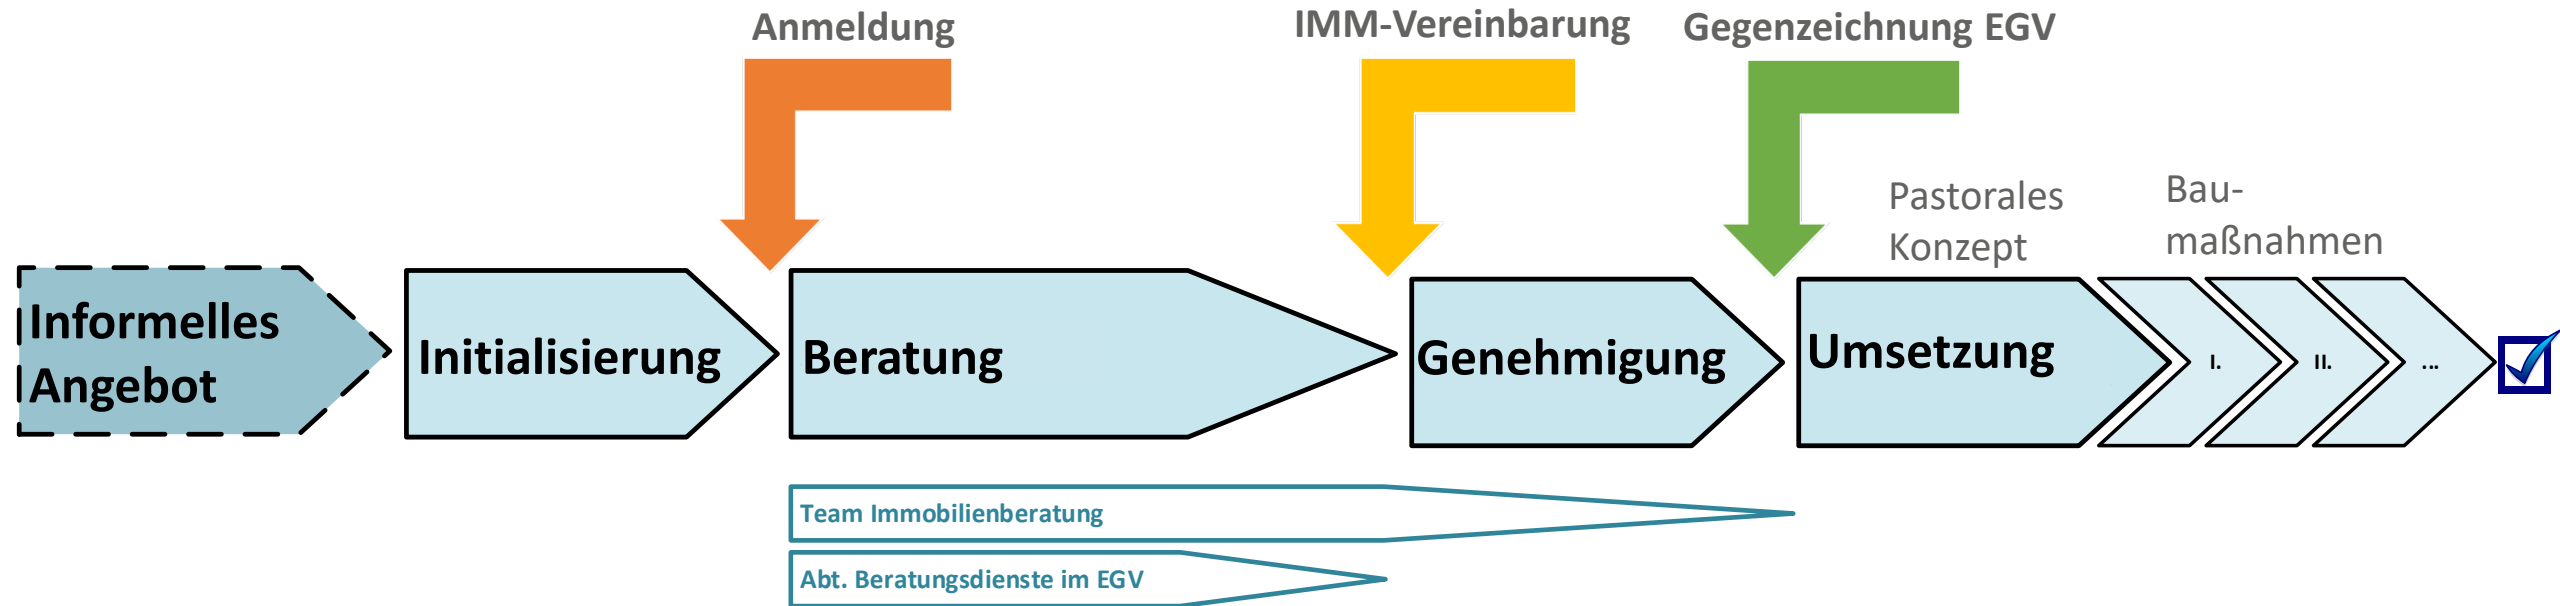 Anmeldung
IMM-Vereinbarung
Gegenzeichnung EGV
Pastorales
Konzept
Bau-
maßnahmen
Informelles
Angebot
Initialisierung
Beratung
Genehmigung
Umsetzung
I.
II.
...
Team Immobilienberatung
Abt. Beratungsdienste im EGV